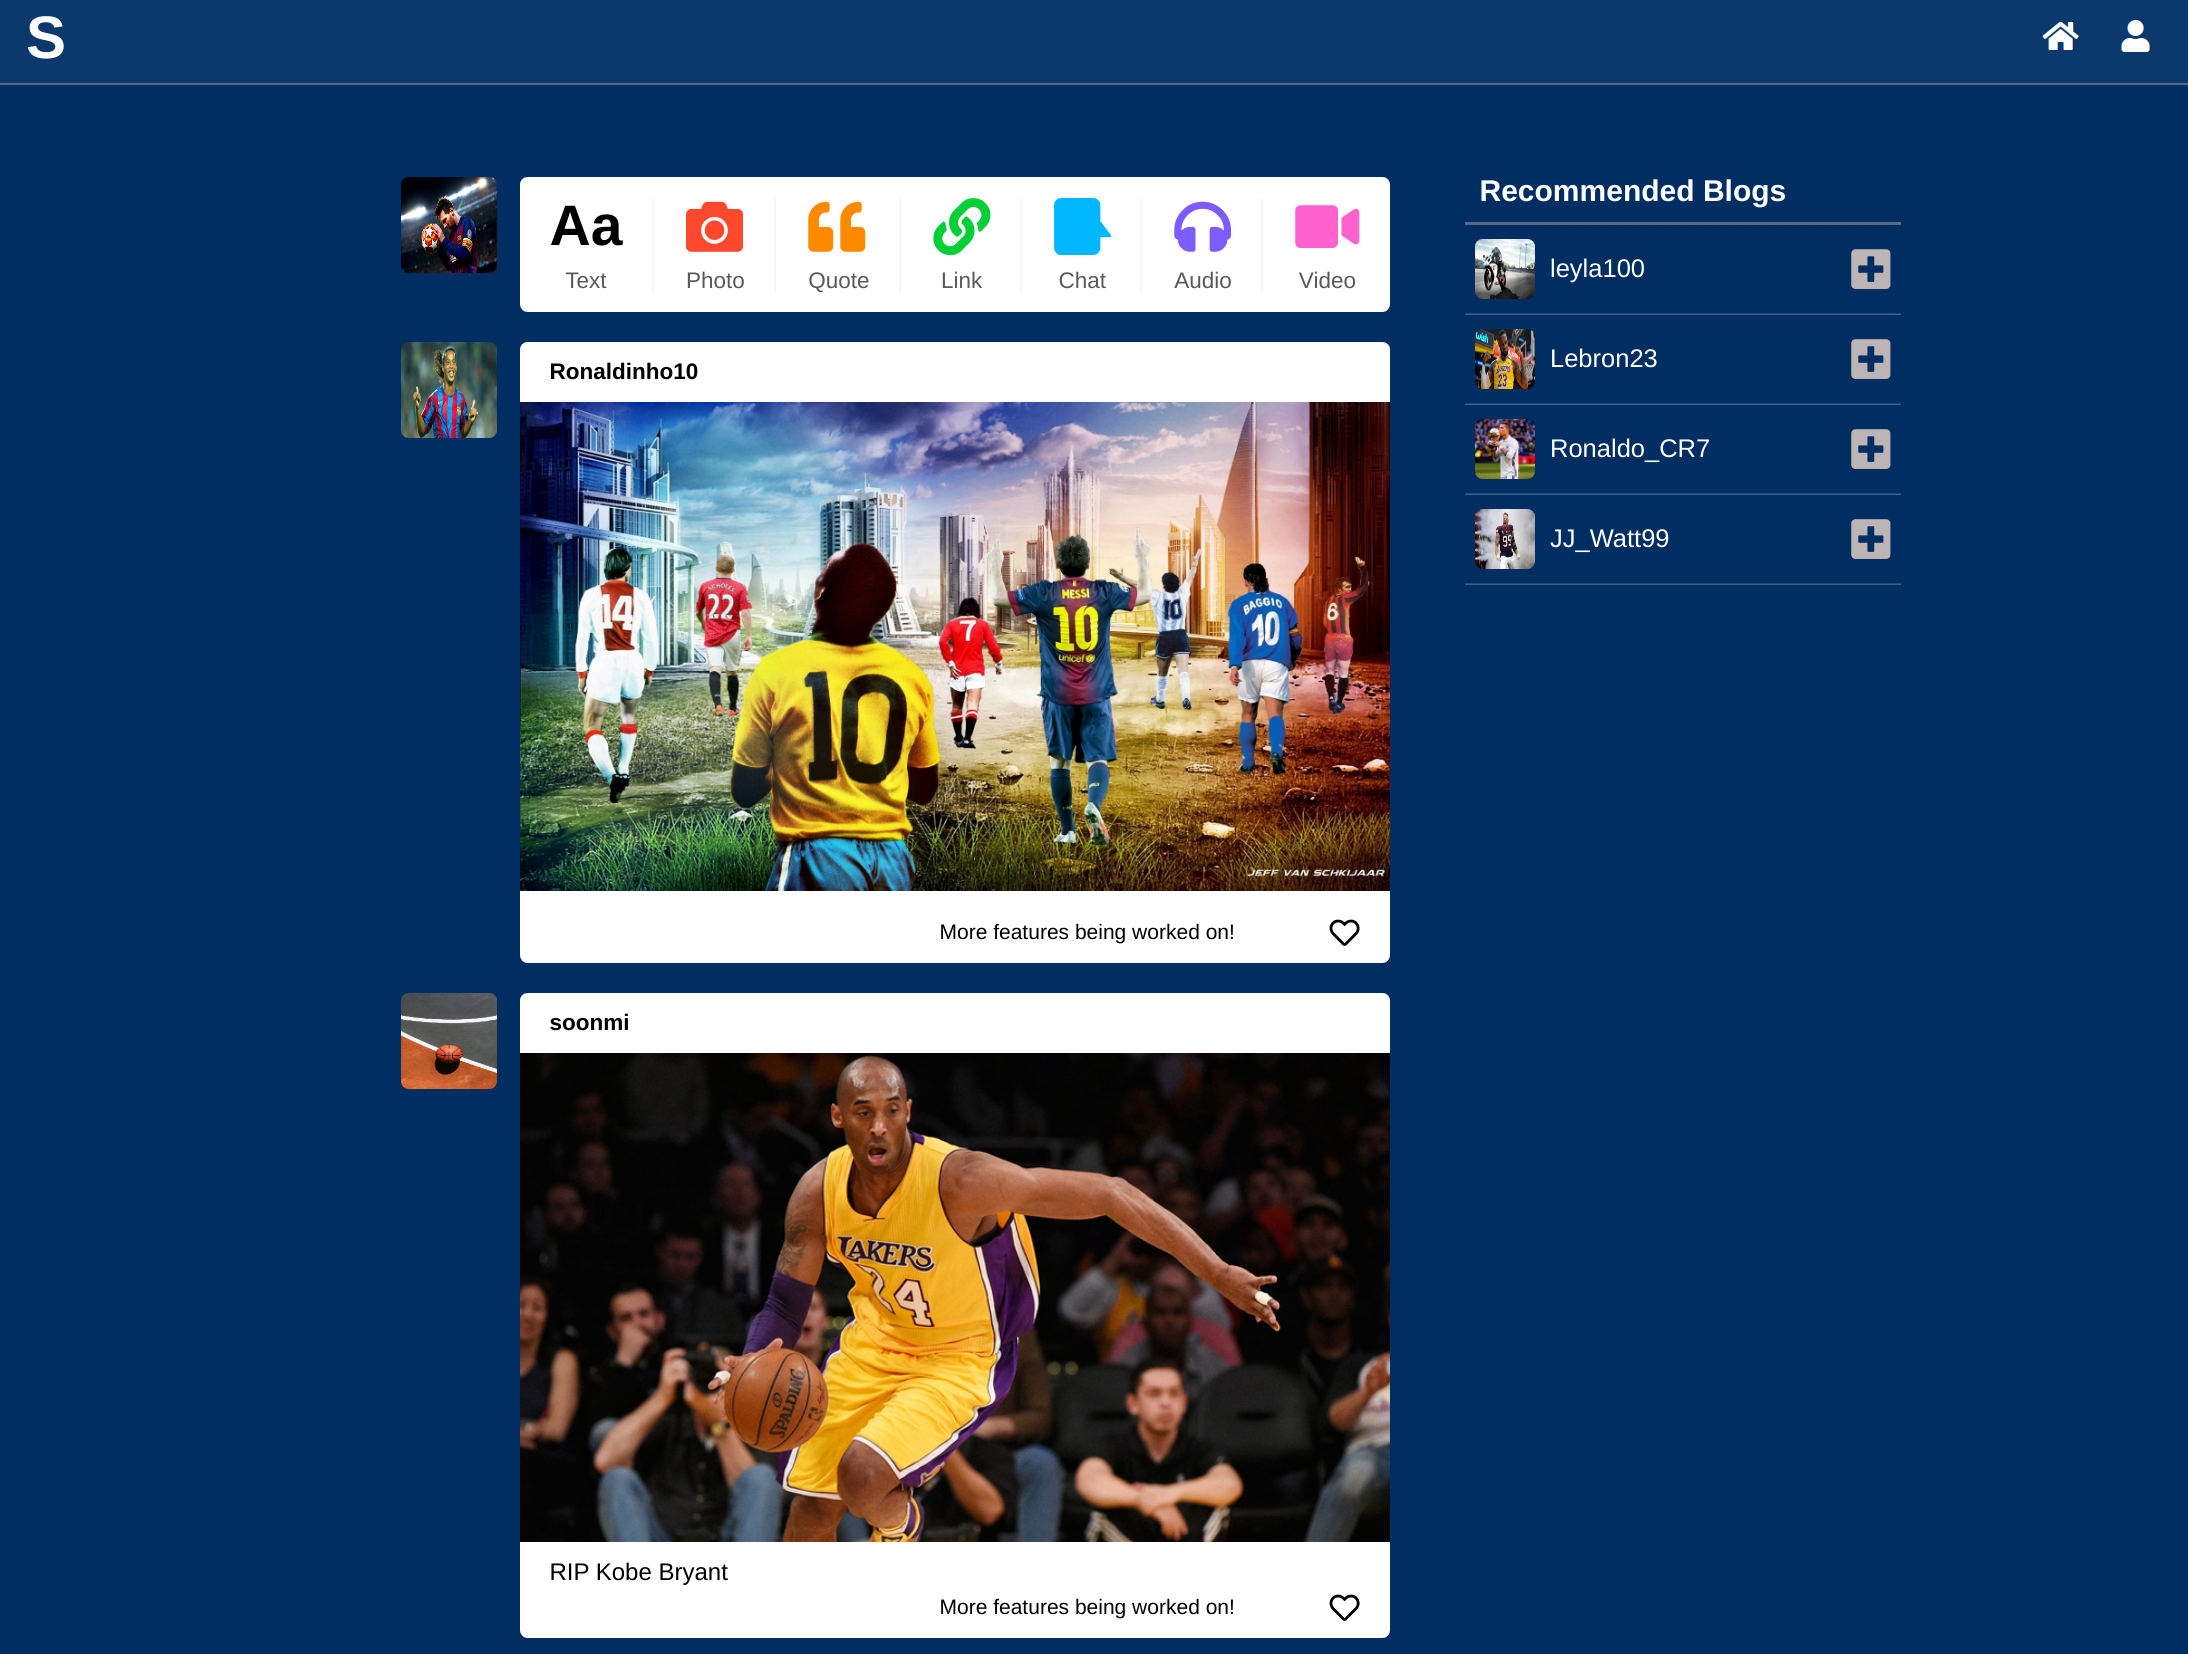 S
Aa
Text
Photo
Quote
Link
Chat
Audio
Video
Recommended Blogs
leyla100
Lebron23
Ronaldo_CR7
JJ_Watt99
Ronaldinho10
14
SCHOLES
22
10
7
MESSI
10
unicef
10
BAGGIO
10
6
JEFF VAN SCHKIJAAR
More features being worked on!
soonmi
LAKERS
24
SPALDING
RIP Kobe Bryant
More features being worked on!